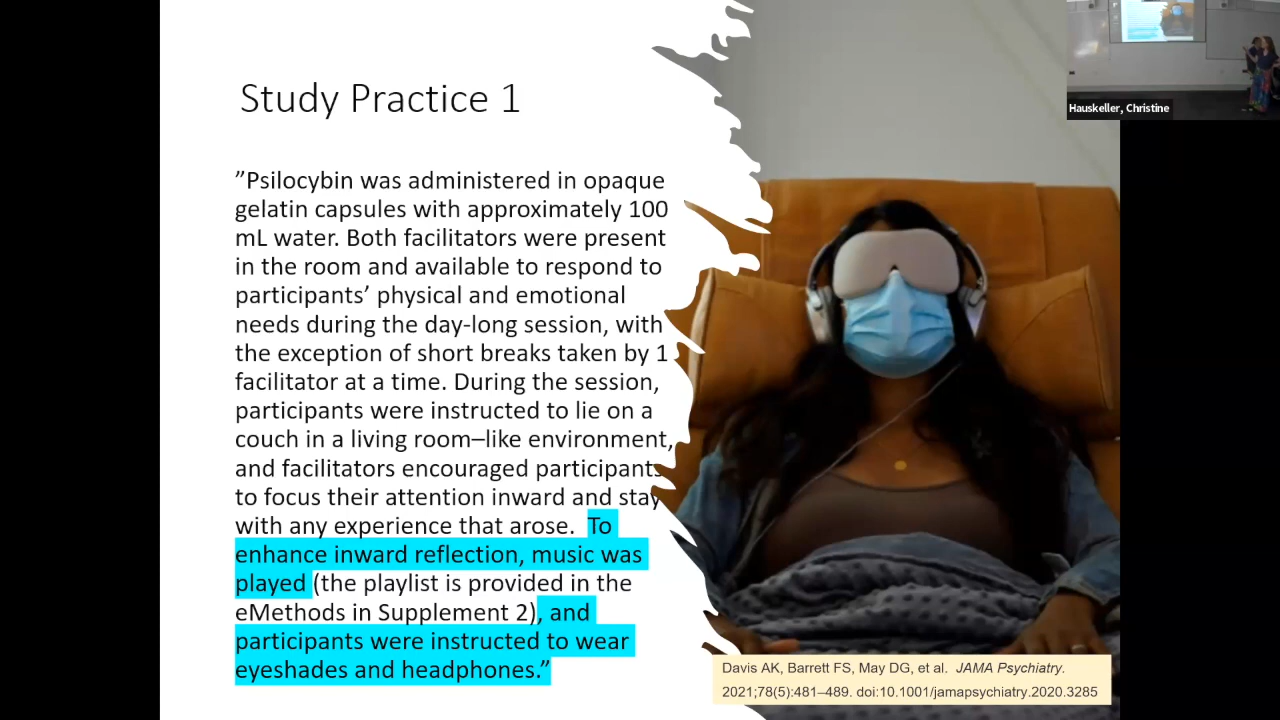 Study Practice 1
”Psilocybin was administered in opaque
gelatin capsules with approximately 100
mL water. Both facilitators were present
in the room and available to respond to
participants’ physical and emotional
needs during the day-long session, with
the exception of short breaks taken by 1
facilitator at a time. During the session,
participants were instructed to lie on a
couch in a living room–like environment,
and facilitators encouraged participants
to focus their attention inward and stay
with any experience that arose. To
enhance inward reflection, music was
played (the playlist is provided in the
eMethods in Supplement 2), and
participants were instructed to wear
eyeshades and headphones.”
Hauskeller, Christine
Davis AK, Barrett FS, May DG, et al. JAMA Psychiatry.
2021;78(5):481–489. doi:10.1001/jamapsychiatry.2020.3285